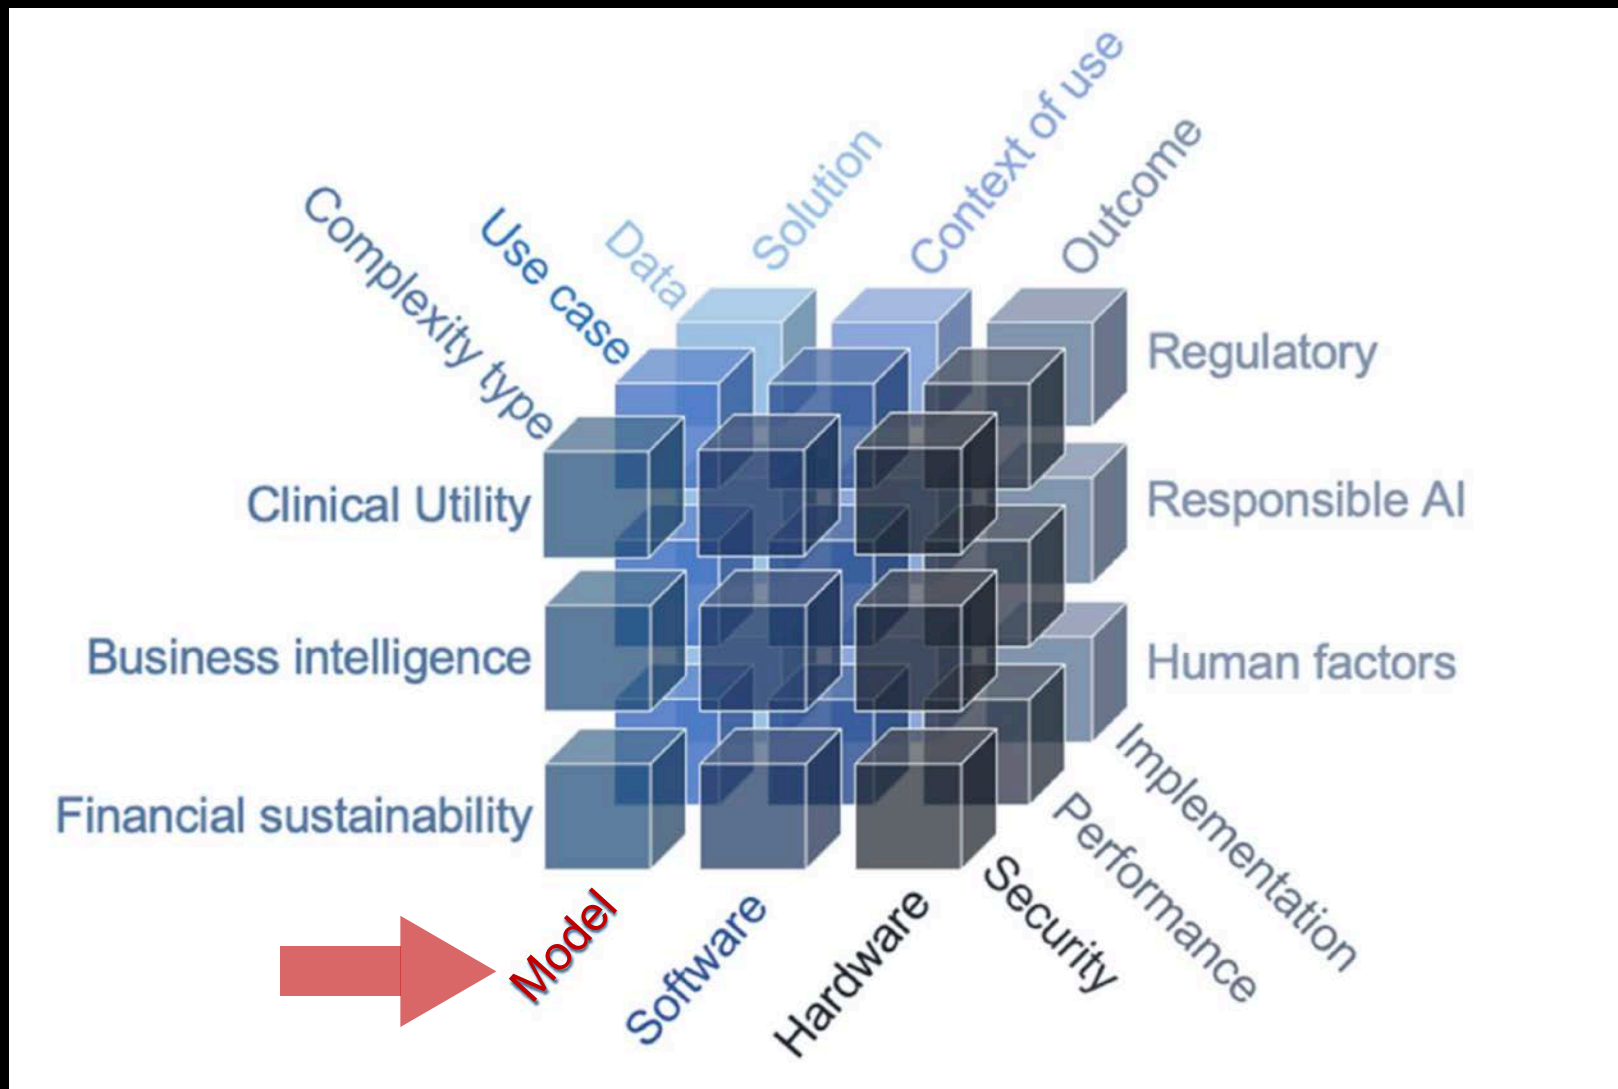 Complexity type
Use case
Data
Solution
Context of use
Outcome
Clinical Utility
Business intelligence
Financial sustainability
Regulatory
Responsible AI
Human factors
Model
Software
Hardware
Security
Performance
Implementation